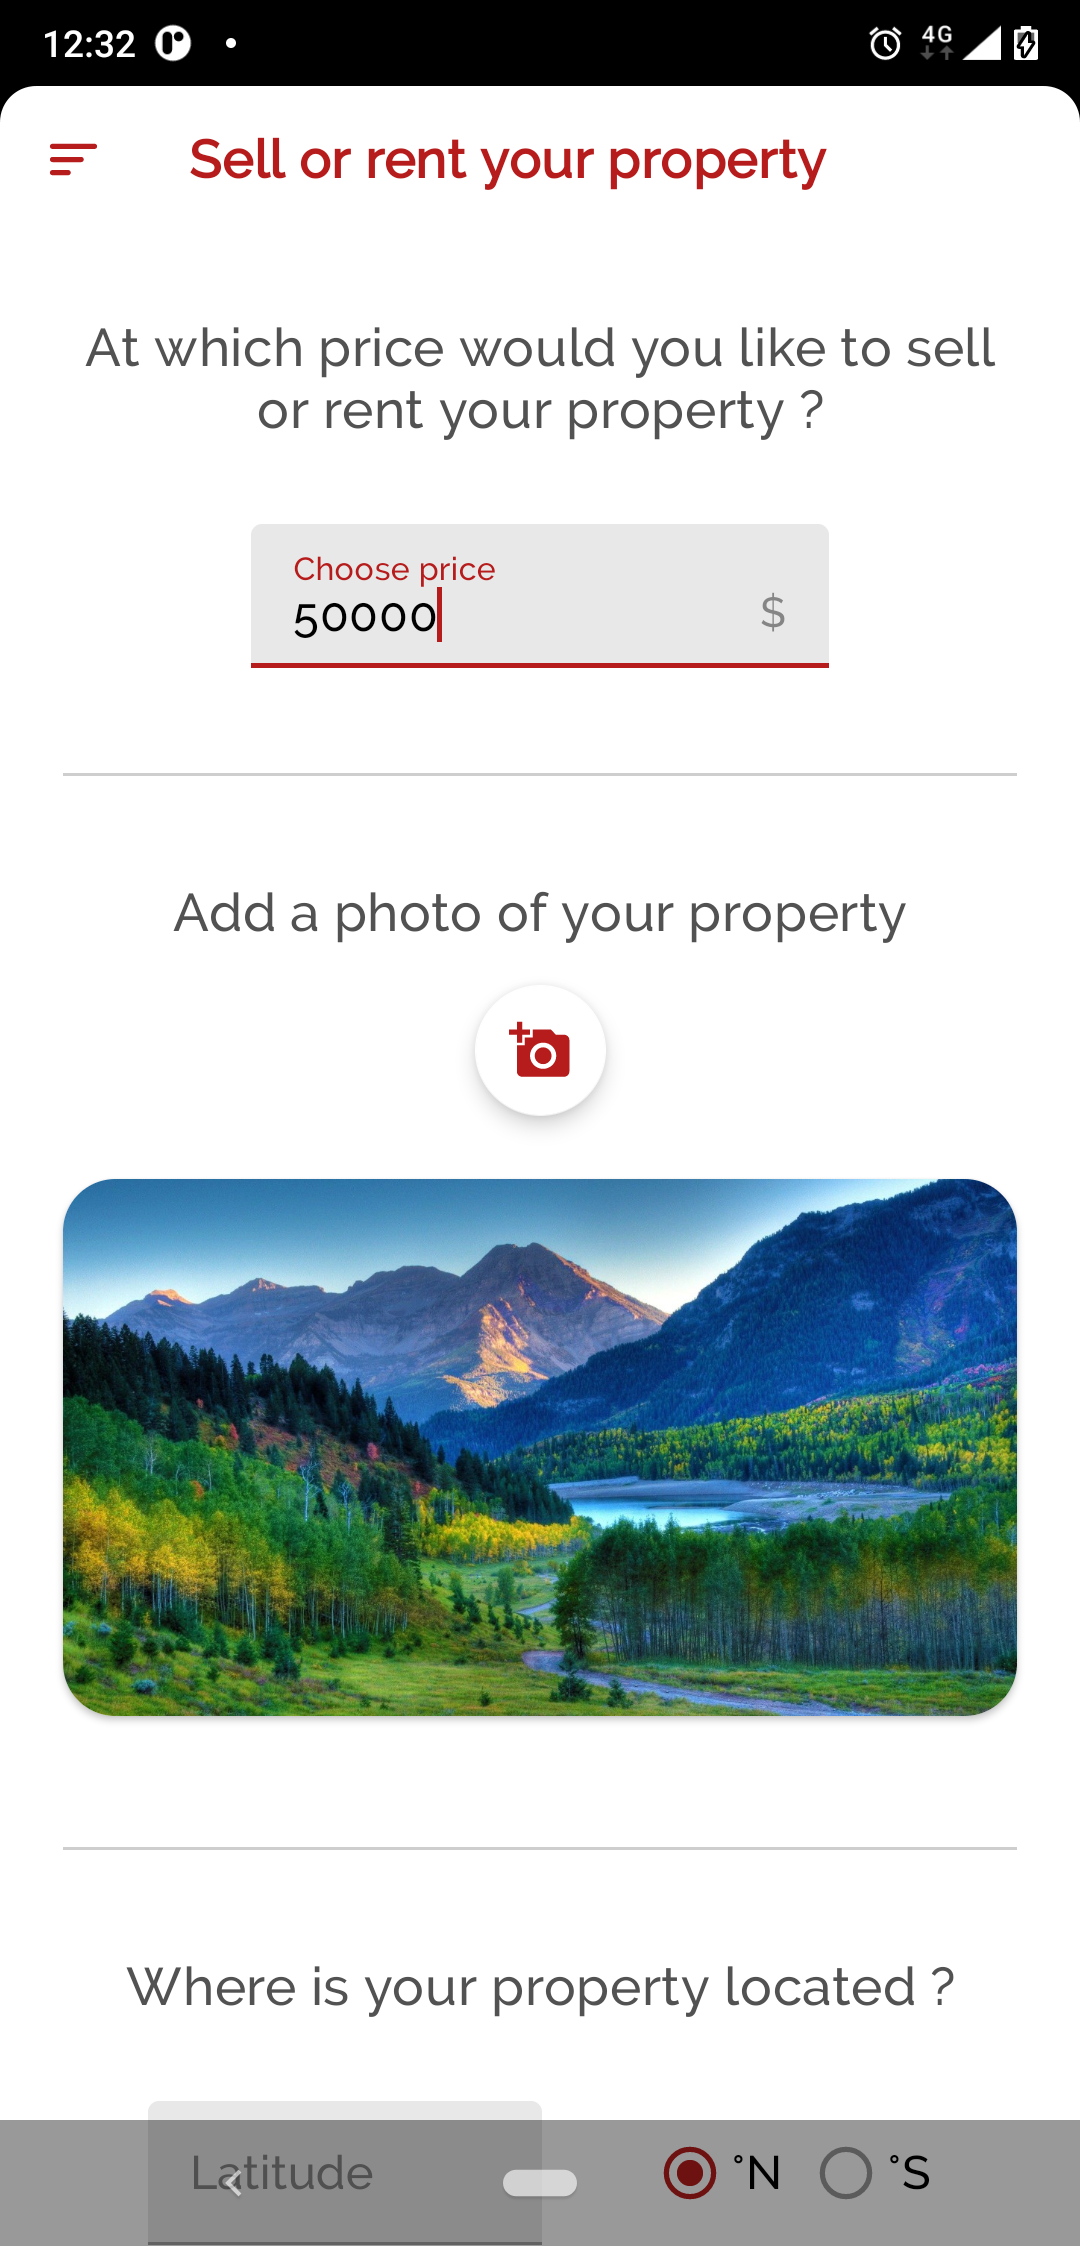 12:32
4G
Sell or rent your property
At which price would you like to sell
or rent your property ?
Choose price
50000
$
Add a photo of your property
Where is your property located ?
Latitude
°N
°S